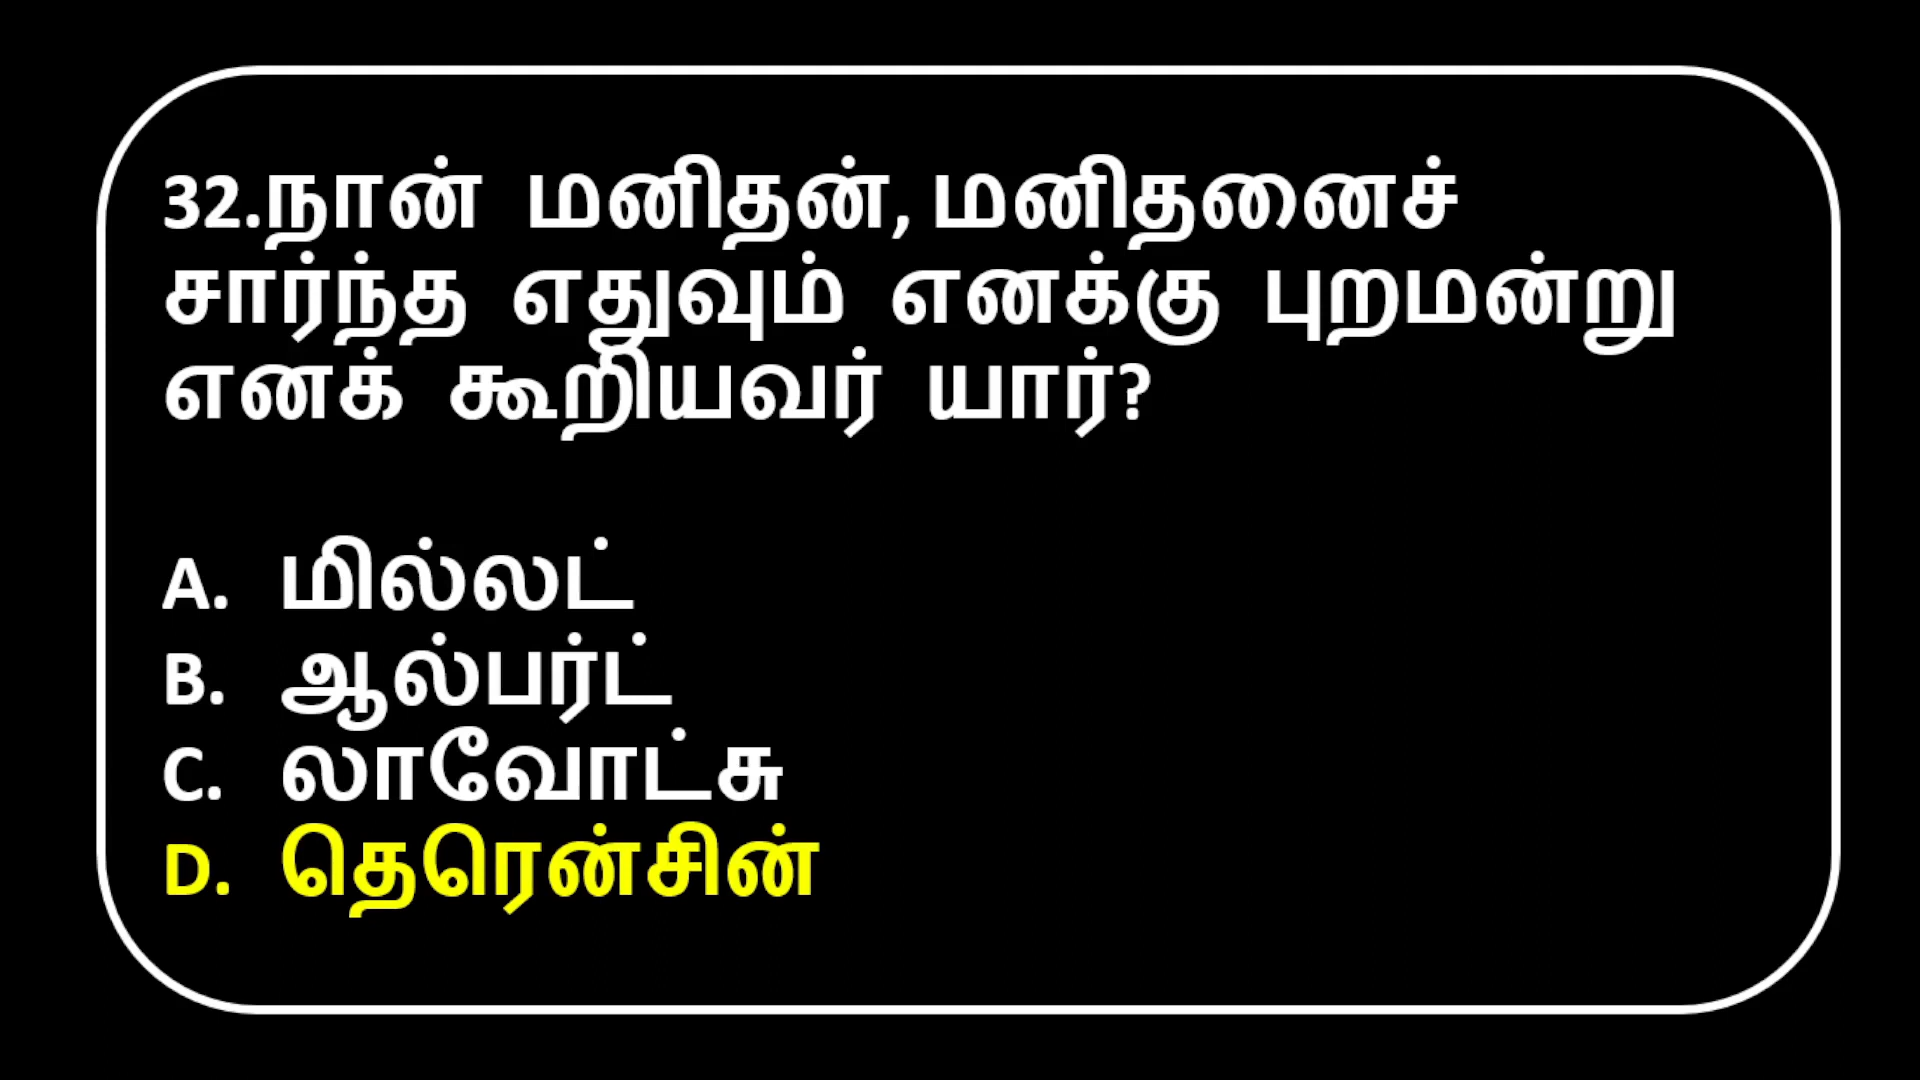 32.நான் மனிதன், மனிதனைச்
சார்ந்த எதுவும் எனக்கு புறமன்று
எனக் கூறியவர் யார்?
A. மில்லட்
B. ஆல்பர்ட்
C. லாவோட்சு
D. தெரென்சின்